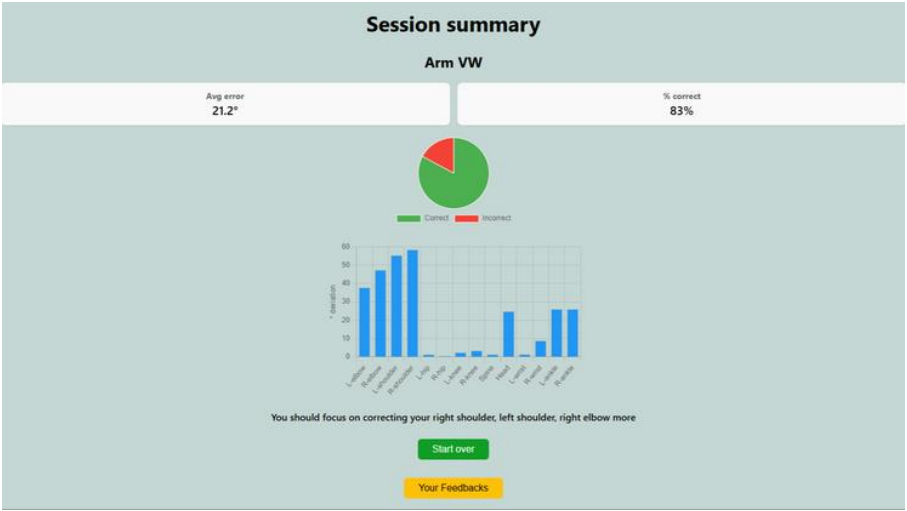 Session summary
Arm VW
Avg error
21.2°
% correct
83%
Correct Incorrect
60
50
40
30
20
10
0
° deviation
L-elbow
R-elbow
L-shoulder
R-shoulder
L-hip
R-hip
L-knee
R-knee
Spine
Head
L-wrist
R-wrist
L-ankle
R-ankle
You should focus on correcting your right shoulder, left shoulder, right elbow more
Start over
Your Feedbacks